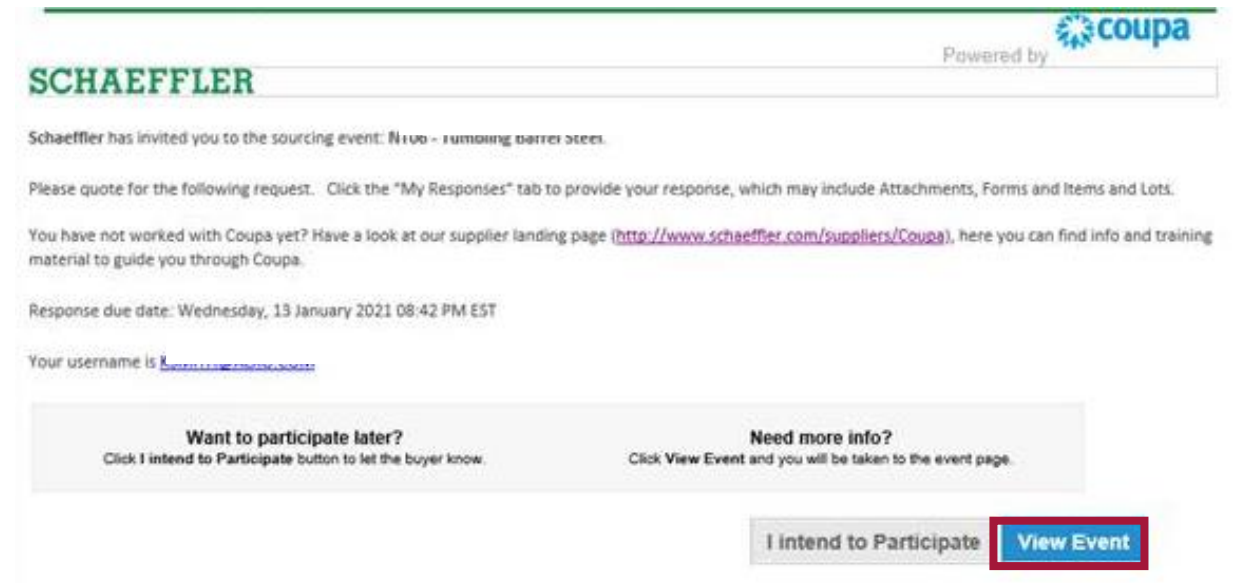 coupa
Powered by
SCHAEFFLER
Schaeffler has invited you to the sourcing event:
Please quote for the following request. Click the "My Responses" tab to provide your response, which may include Attachments, Forms and Items and Lots.
You have not worked with Coupa yet? Have a look at our supplier landing page (http://www.schaeffler.com/suppliers/Coupa), here you can find info and training
material to guide you through Coupa.
Response due date: Wednesday, 13 January 2021 08:42 PM EST
Your username is
Want to participate later?
Click I intend to Participate button to let the buyer know.
Need more info?
Click View Event and you will be taken to the event page.
I intend to Participate
View Event